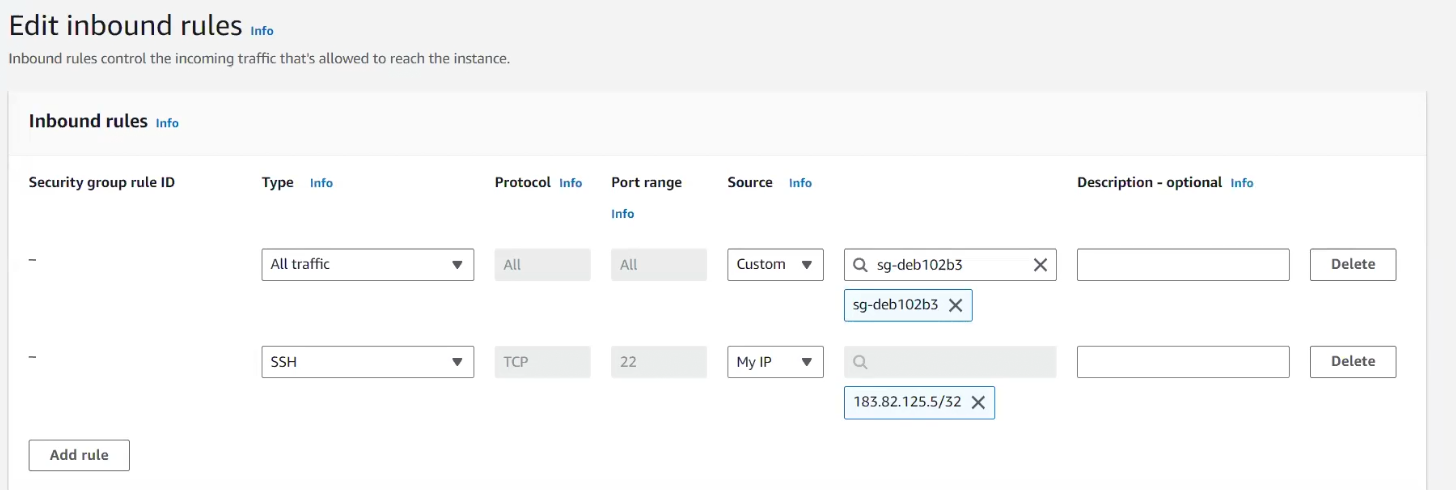 Edit inbound rules Info
Inbound rules control the incoming traffic that's allowed to reach the instance.
Inbound rules Info
Security group rule ID Type Info Protocol Info Port range Info Source Info Description - optional Info
– All traffic All All Custom sg-deb102b3 Delete
sg-deb102b3
– SSH TCP 22 My IP Delete
183.82.125.5/32
Add rule